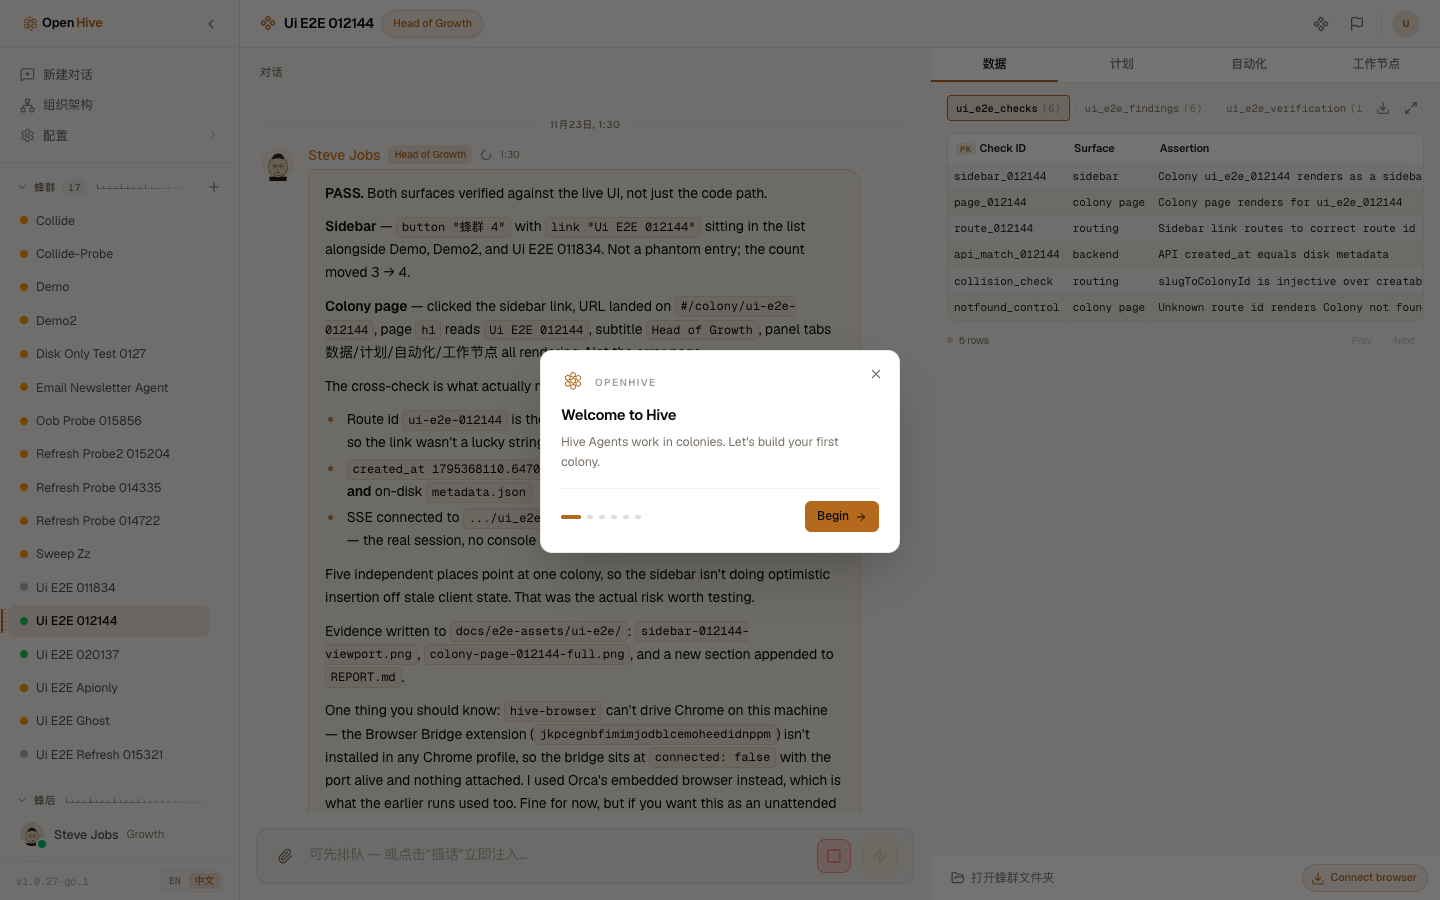 OpenHive
新建对话
组织架构
配置
蜂群 17
Collide
Collide-Probe
Demo
Demo2
Disk Only Test 0127
Email Newsletter Agent
Oob Probe 015856
Refresh Probe2 015204
Refresh Probe 014335
Refresh Probe 014722
Sweep Zz
Ui E2E 011834
Ui E2E 012144
Ui E2E 020137
Ui E2E Apionly
Ui E2E Ghost
Ui E2E Refresh 015321
蜂后
Steve Jobs Growth
v1.0.27-go.1
EN 中文
Ui E2E 012144 Head of Growth
U
对话
11月23日, 1:30
Steve Jobs Head of Growth 1:30
PASS. Both surfaces verified against the live UI, not just the code path.
Sidebar — button "蜂群 4" with link "Ui E2E 012144" sitting in the list
alongside Demo, Demo2, and Ui E2E 011834. Not a phantom entry; the count
moved 3 → 4.
Colony page — clicked the sidebar link, URL landed on #/colony/ui-e2e-
012144, page h1 reads Ui E2E 012144, subtitle Head of Growth, panel tabs
数据/计划/自动化/工作节点 all rendering. Not the error page.
The cross-check is what actually
Route id ui-e2e-012144 is the
so the link wasn't a lucky string
created_at 1795368110.6470
and on-disk metadata.json
SSE connected to .../ui_e2e
— the real session, no console
Five independent places point at one colony, so the sidebar isn't doing optimistic
insertion off stale client state. That was the actual risk worth testing.
Evidence written to docs/e2e-assets/ui-e2e/: sidebar-012144-
viewport.png, colony-page-012144-full.png, and a new section appended to
REPORT.md.
One thing you should know: hive-browser can't drive Chrome on this machine
— the Browser Bridge extension (jkpcegnbfimimjodblcemoheedidnppm) isn't
installed in any Chrome profile, so the bridge sits at connected: false with the
port alive and nothing attached. I used Orca's embedded browser instead, which is
what the earlier runs used too. Fine for now, but if you want this as an unattended
可先排队 — 或点击“插话”立即注入...
OPENHIVE
Welcome to Hive
Hive Agents work in colonies. Let's build your first
colony.
Begin →
数据 计划 自动化 工作节点
ui_e2e_checks (6) ui_e2e_findings (6) ui_e2e_verification (1
PK Check ID Surface Assertion
sidebar_012144 sidebar Colony ui_e2e_012144 renders as a sideba
page_012144 colony page Colony page renders for ui_e2e_012144
route_012144 routing Sidebar link routes to correct route id
api_match_012144 backend API created_at equals disk metadata
collision_check routing slugToColonyId is injective over creatab
notfound_control colony page Unknown route id renders Colony not foun
6 rows Prev Next
打开蜂群文件夹
Connect browser